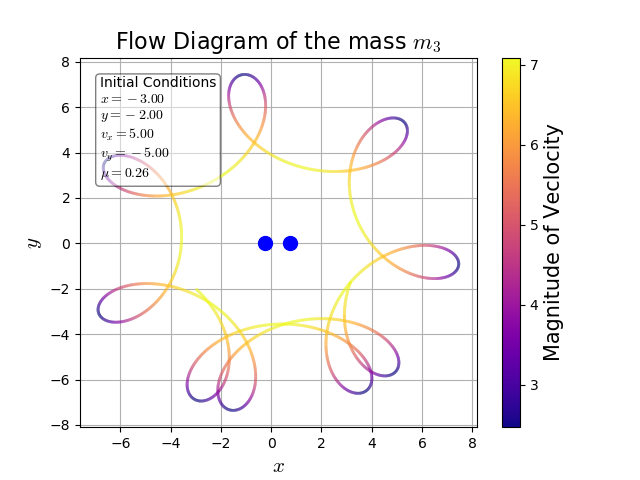 Flow Diagram of the mass $m_3$
Initial Conditions
$x = -3.00$
$y = -2.00$
$v_x = 5.00$
$v_y = -5.00$
$\mu = 0.26$
8
6
4
2
0
−2
−4
−6
−8
y
−6 −4 −2 0 2 4 6 8
x
7
6
5
4
3
Magnitude of Veclocity